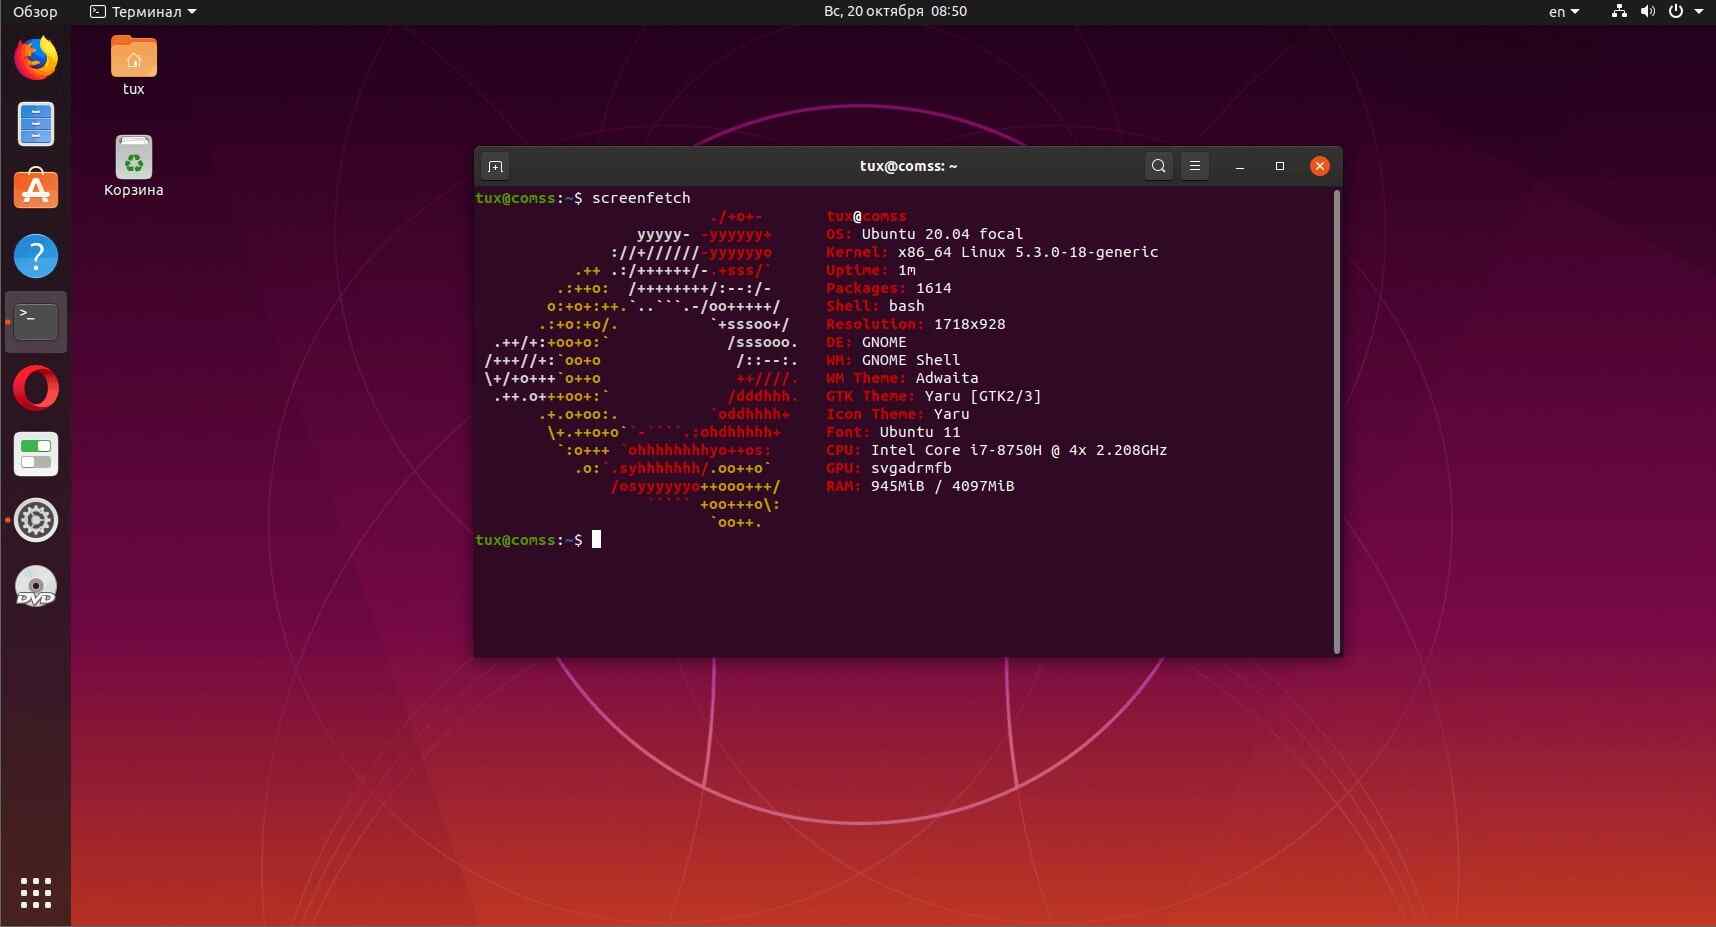 Обзор
Терминал
Вс, 20 октября 08:50
en
tux
Корзина
tux@comss: ~
tux@comss:~$ screenfetch
./+o+-       tux@comss
yyyyy- -yyyyyy+      OS: Ubuntu 20.04 focal
://+//////-yyyyyyo      Kernel: x86_64 Linux 5.3.0-18-generic
.++ .:/++++++/-.+sss/`      Uptime: 1m
.:++o:  /++++++++/:--:/-      Packages: 1614
o:+o+:++.`..```.-/oo+++++/     Shell: bash
.:+o:+o/.          `+sssoo+/    Resolution: 1718x928
.++/+:+oo+o:`             /sssooo.   DE: GNOME
/+++//+:`oo+o               /::--:.   WM: GNOME Shell
\+/+o+++`o++o               ++////.   WM Theme: Adwaita
.++.o+++oo+:`             /dddhhh.   GTK Theme: Yaru [GTK2/3]
.+.o+oo:.          `oddhhhh+    Icon Theme: Yaru
\+.++o+o``-````.:ohdhhhhh+     Font: Ubuntu 11
`:o+++ `ohhhhhhhhyo++os:      CPU: Intel Core i7-8750H @ 4x 2.208GHz
.o:`.syhhhhhhh/.oo++o`      GPU: svgadrmfb
/osyyyyyyo++ooo+++/     RAM: 945MiB / 4097MiB
````` +oo+++o\:
`oo++.
tux@comss:~$
>_
DVD